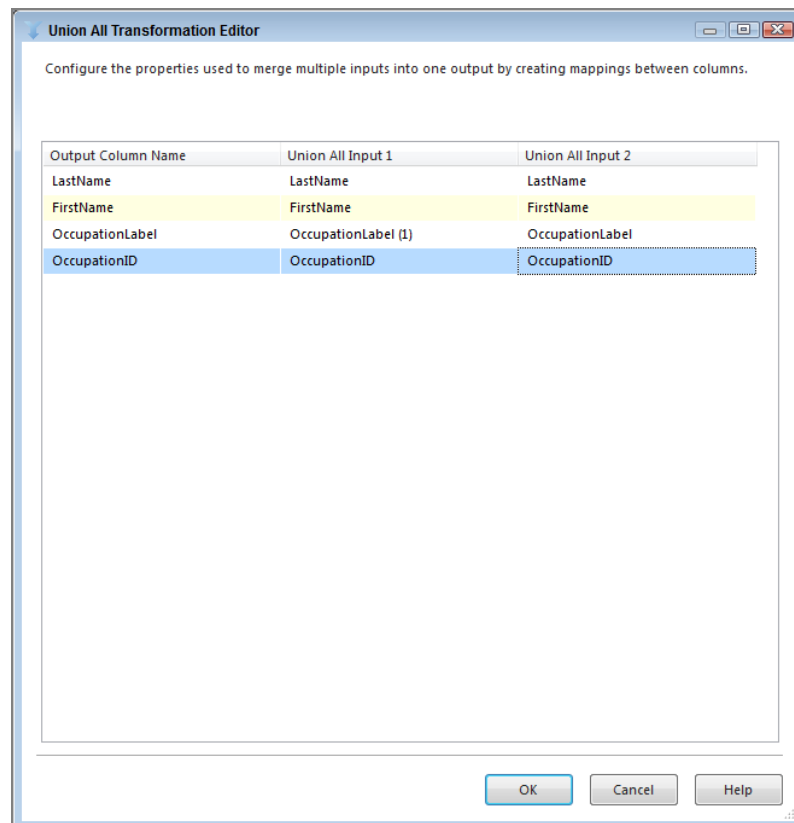 Union All Transformation Editor
Configure the properties used to merge multiple inputs into one output by creating mappings between columns.
Output Column Name Union All Input 1 Union All Input 2
LastName LastName LastName
FirstName FirstName FirstName
OccupationLabel OccupationLabel (1) OccupationLabel
OccupationID OccupationID OccupationID
OK Cancel Help